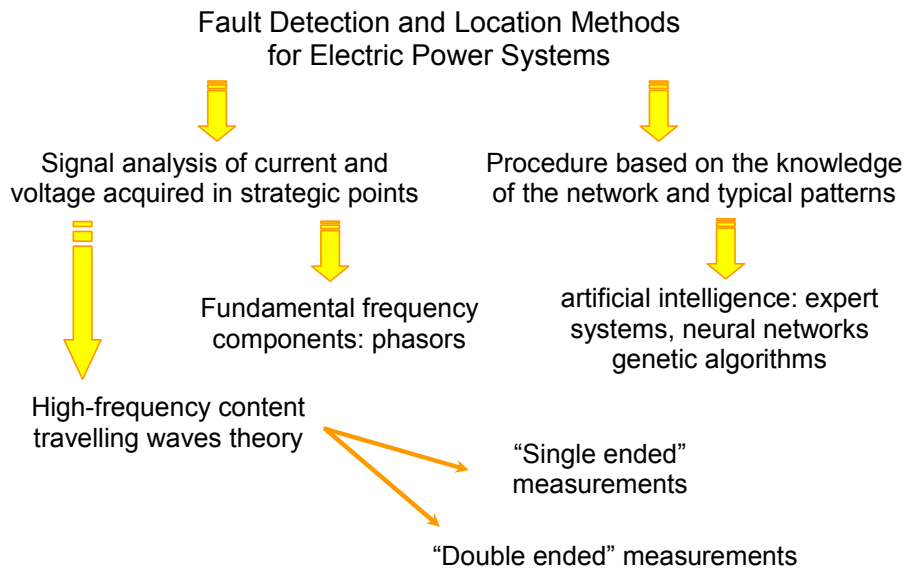 Fault Detection and Location Methods
for Electric Power Systems
Signal analysis of current and
voltage acquired in strategic points
Procedure based on the knowledge
of the network and typical patterns
Fundamental frequency
components: phasors
artificial intelligence: expert
systems, neural networks
genetic algorithms
High-frequency content
travelling waves theory
“Single ended”
measurements
“Double ended” measurements